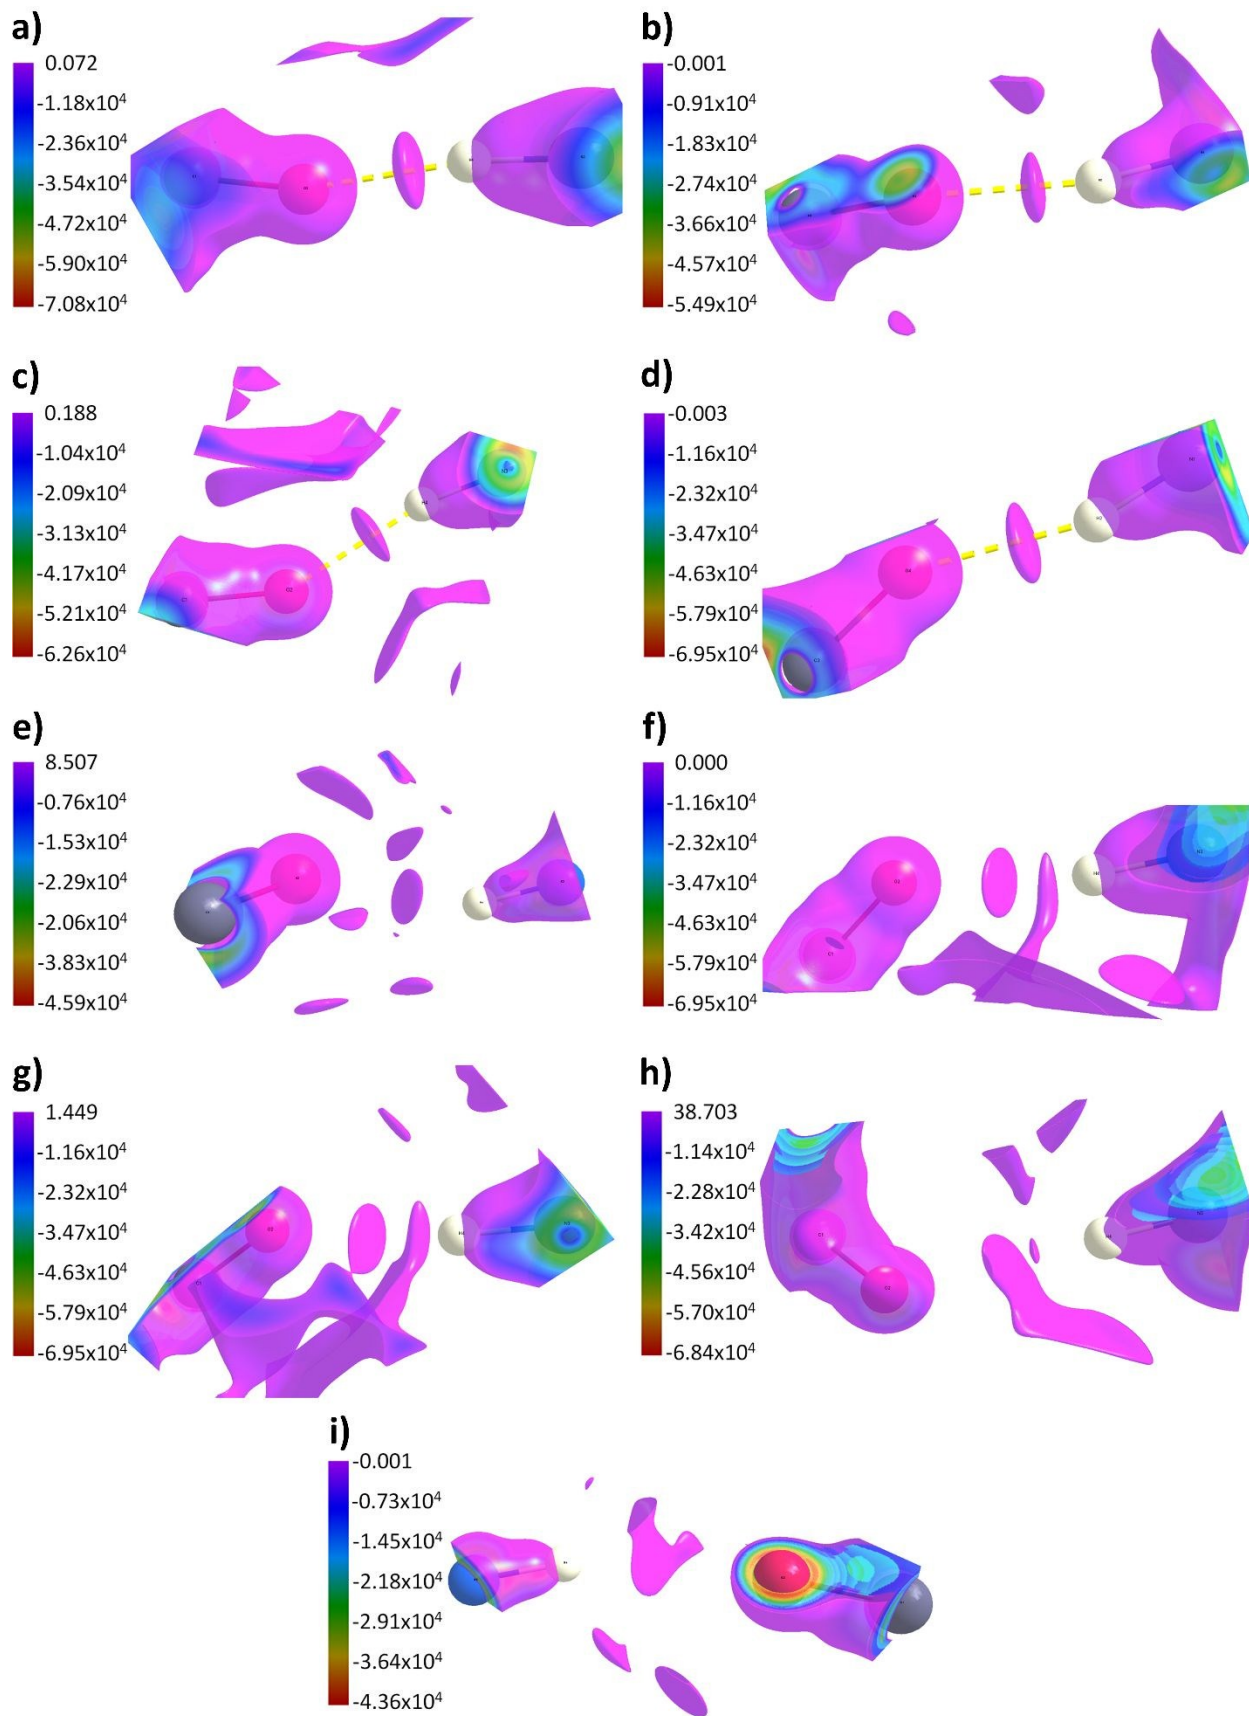 a)
0.072
-1.18x10⁴
-2.36x10⁴
-3.54x10⁴
-4.72x10⁴
-5.90x10⁴
-7.08x10⁴
b)
-0.001
-0.91x10⁴
-1.83x10⁴
-2.74x10⁴
-3.66x10⁴
-4.57x10⁴
-5.49x10⁴
c)
0.188
-1.04x10⁴
-2.09x10⁴
-3.13x10⁴
-4.17x10⁴
-5.21x10⁴
-6.26x10⁴
d)
-0.003
-1.16x10⁴
-2.32x10⁴
-3.47x10⁴
-4.63x10⁴
-5.79x10⁴
-6.95x10⁴
e)
8.507
-0.76x10⁴
-1.53x10⁴
-2.29x10⁴
-2.06x10⁴
-3.83x10⁴
-4.59x10⁴
f)
0.000
-1.16x10⁴
-2.32x10⁴
-3.47x10⁴
-4.63x10⁴
-5.79x10⁴
-6.95x10⁴
g)
1.449
-1.16x10⁴
-2.32x10⁴
-3.47x10⁴
-4.63x10⁴
-5.79x10⁴
-6.95x10⁴
h)
38.703
-1.14x10⁴
-2.28x10⁴
-3.42x10⁴
-4.56x10⁴
-5.70x10⁴
-6.84x10⁴
i)
-0.001
-0.73x10⁴
-1.45x10⁴
-2.18x10⁴
-2.91x10⁴
-3.64x10⁴
-4.36x10⁴